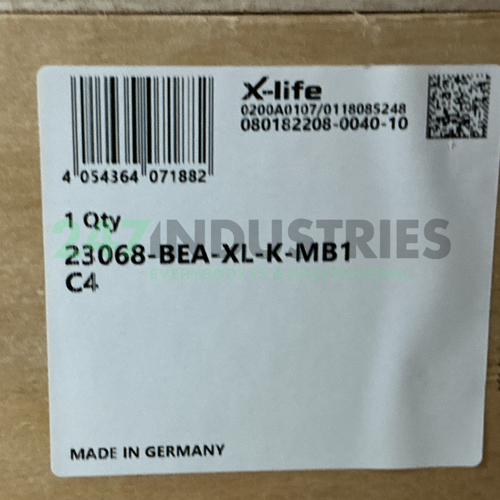 X-life
0200A0107/0118085248
080182208-0040-10
4 054364 071882
1 Qty
247 INDUSTRIES
23068-BEA-XL-K-MB1
C4
MADE IN GERMANY